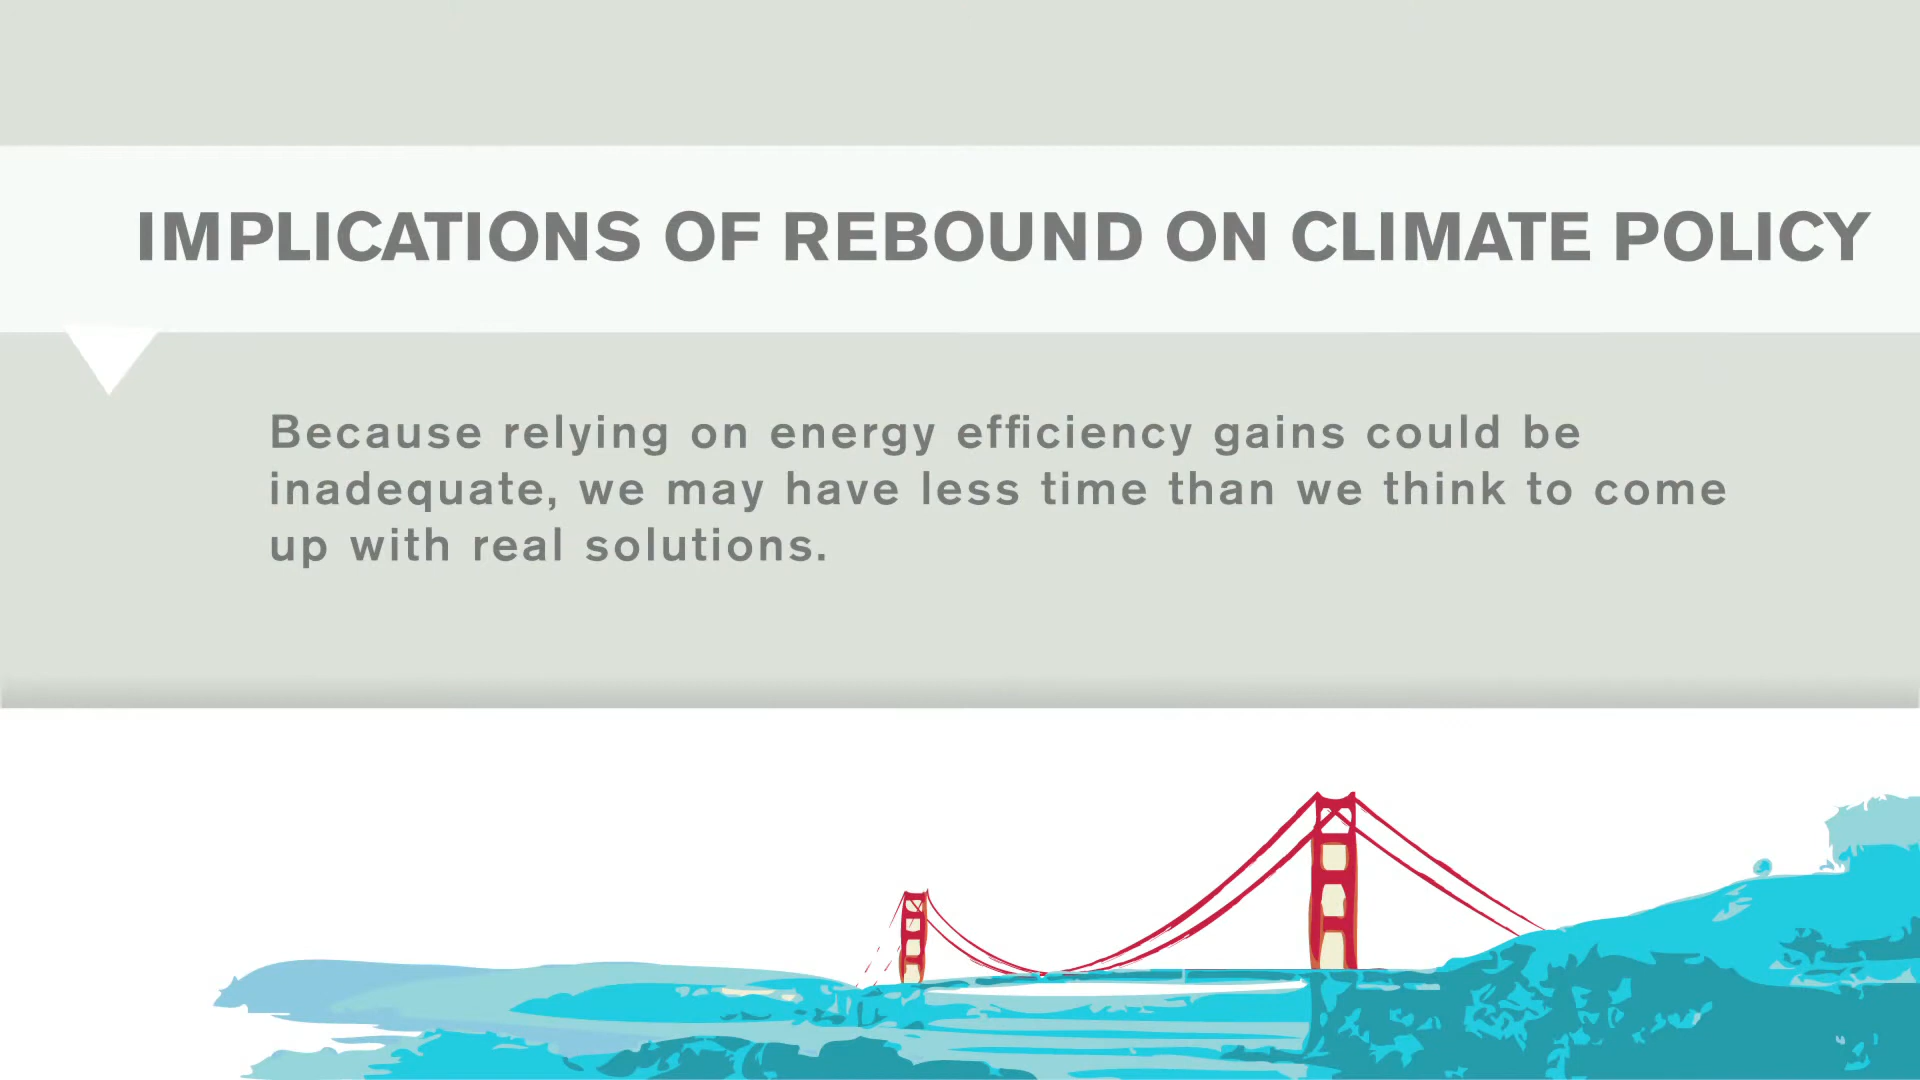 IMPLICATIONS OF REBOUND ON CLIMATE POLICY
Because relying on energy efficiency gains could be
inadequate, we may have less time than we think to come
up with real solutions.